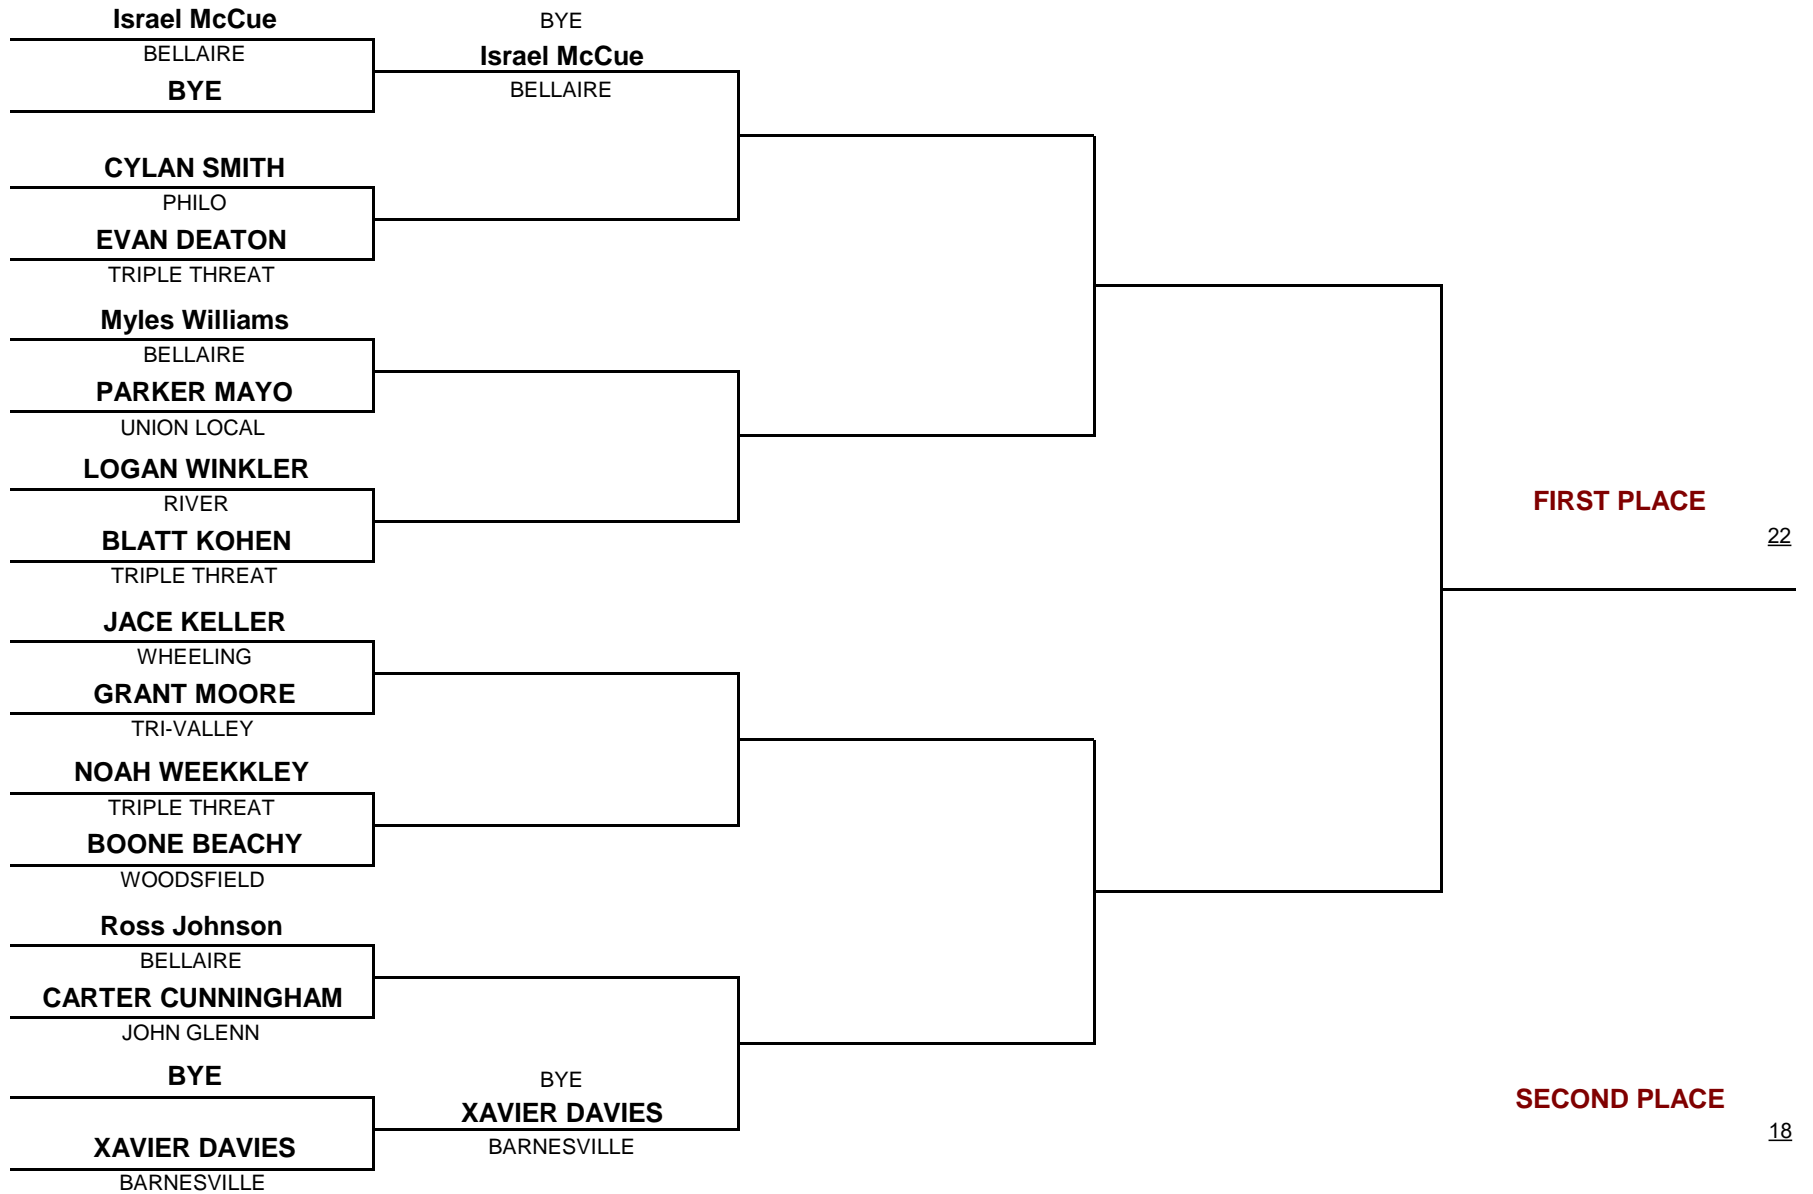 Israel McCue
BELLAIRE
BYE
CYLAN SMITH
PHILO
EVAN DEATON
TRIPLE THREAT
Myles Williams
BELLAIRE
PARKER MAYO
UNION LOCAL
LOGAN WINKLER
RIVER
BLATT KOHEN
TRIPLE THREAT
JACE KELLER
WHEELING
GRANT MOORE
TRI-VALLEY
NOAH WEEKKLEY
TRIPLE THREAT
BOONE BEACHY
WOODSFIELD
Ross Johnson
BELLAIRE
CARTER CUNNINGHAM
JOHN GLENN
BYE
XAVIER DAVIES
BARNESVILLE
BYE
Israel McCue
BELLAIRE
BYE
XAVIER DAVIES
BARNESVILLE
FIRST PLACE
22
SECOND PLACE
18